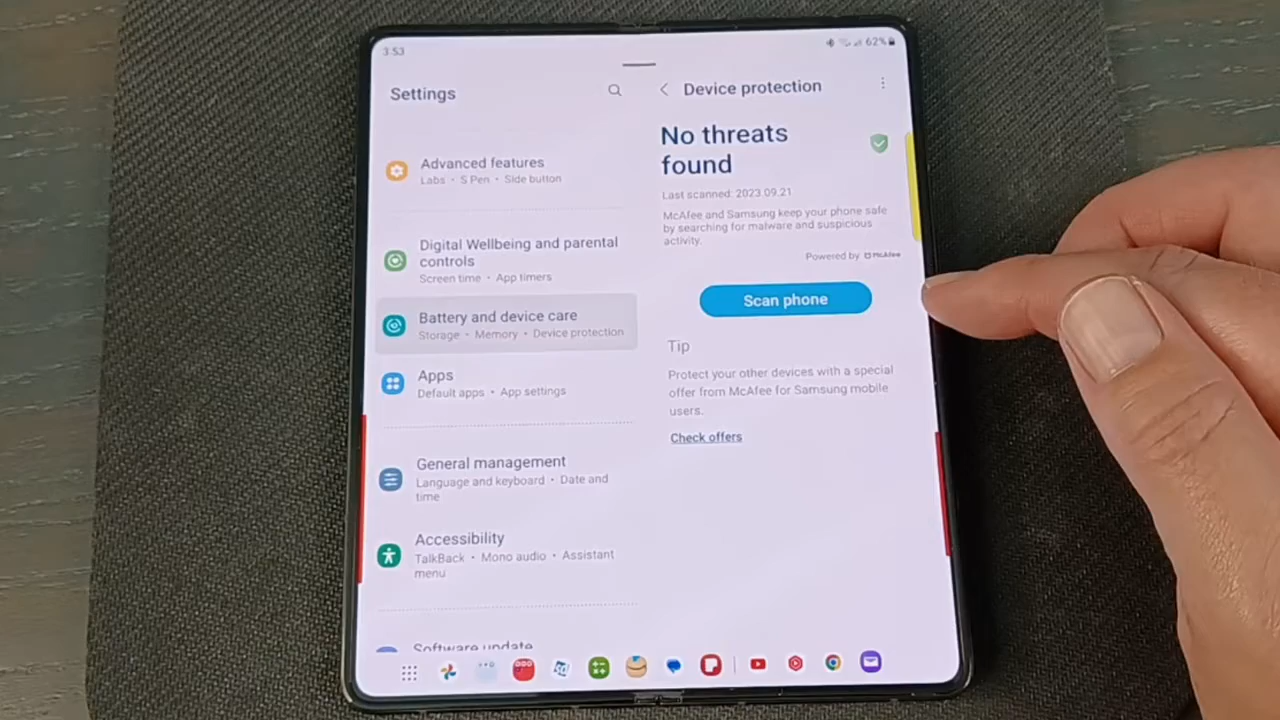 3:53
62%
Settings
Advanced features
Labs • S Pen • Side button
Digital Wellbeing and parental
controls
Screen time • App timers
Battery and device care
Storage • Memory • Device protection
Apps
Default apps • App settings
General management
Language and keyboard • Date and
time
Accessibility
TalkBack • Mono audio • Assistant
menu
Software update
Device protection
No threats
found
Last scanned: 2023.09.21
McAfee and Samsung keep your phone safe
by searching for malware and suspicious
activity.
Powered by McAfee
Scan phone
Tip
Protect your other devices with a special
offer from McAfee for Samsung mobile
users.
Check offers